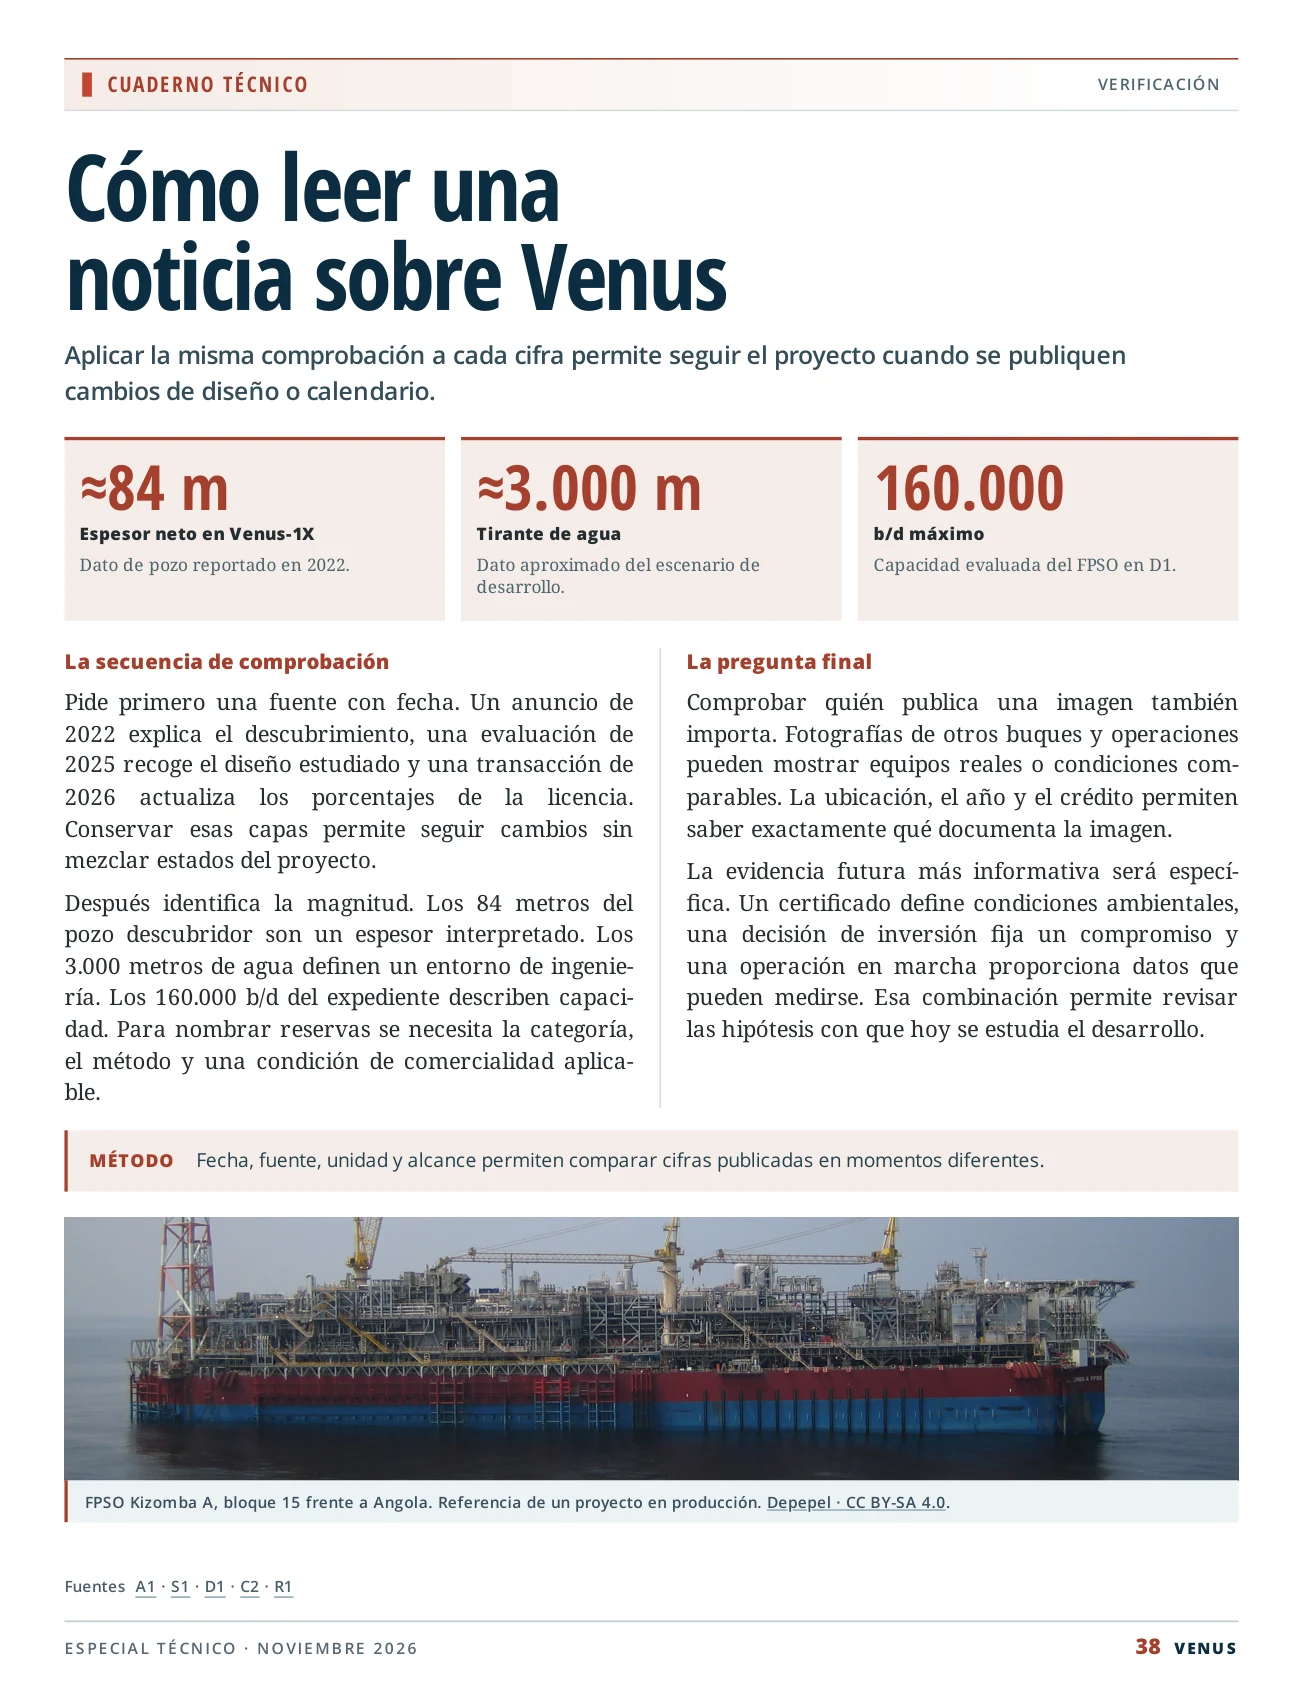 CUADERNO TÉCNICO
VERIFICACIÓN
Cómo leer una
noticia sobre Venus
Aplicar la misma comprobación a cada cifra permite seguir el proyecto cuando se publiquen
cambios de diseño o calendario.
≈84 m
Espesor neto en Venus-1X
Dato de pozo reportado en 2022.
≈3.000 m
Tirante de agua
Dato aproximado del escenario de
desarrollo.
160.000
b/d máximo
Capacidad evaluada del FPSO en D1.
La secuencia de comprobación
Pide primero una fuente con fecha. Un anuncio de
2022 explica el descubrimiento, una evaluación de
2025 recoge el diseño estudiado y una transacción de
2026 actualiza los porcentajes de la licencia.
Conservar esas capas permite seguir cambios sin
mezclar estados del proyecto.
Después identifica la magnitud. Los 84 metros del
pozo descubridor son un espesor interpretado. Los
3.000 metros de agua definen un entorno de ingenie-
ría. Los 160.000 b/d del expediente describen capaci-
dad. Para nombrar reservas se necesita la categoría,
el método y una condición de comercialidad aplica-
ble.
La pregunta final
Comprobar quién publica una imagen también
importa. Fotografías de otros buques y operaciones
pueden mostrar equipos reales o condiciones com-
parables. La ubicación, el año y el crédito permiten
saber exactamente qué documenta la imagen.
La evidencia futura más informativa será especí-
fica. Un certificado define condiciones ambientales,
una decisión de inversión fija un compromiso y
una operación en marcha proporciona datos que
pueden medirse. Esa combinación permite revisar
las hipótesis con que hoy se estudia el desarrollo.
MÉTODO Fecha, fuente, unidad y alcance permiten comparar cifras publicadas en momentos diferentes.
FPSO Kizomba A, bloque 15 frente a Angola. Referencia de un proyecto en producción. Depepel · CC BY-SA 4.0.
Fuentes A1 · S1 · D1 · C2 · R1
ESPECIAL TÉCNICO · NOVIEMBRE 2026
38 VENUS